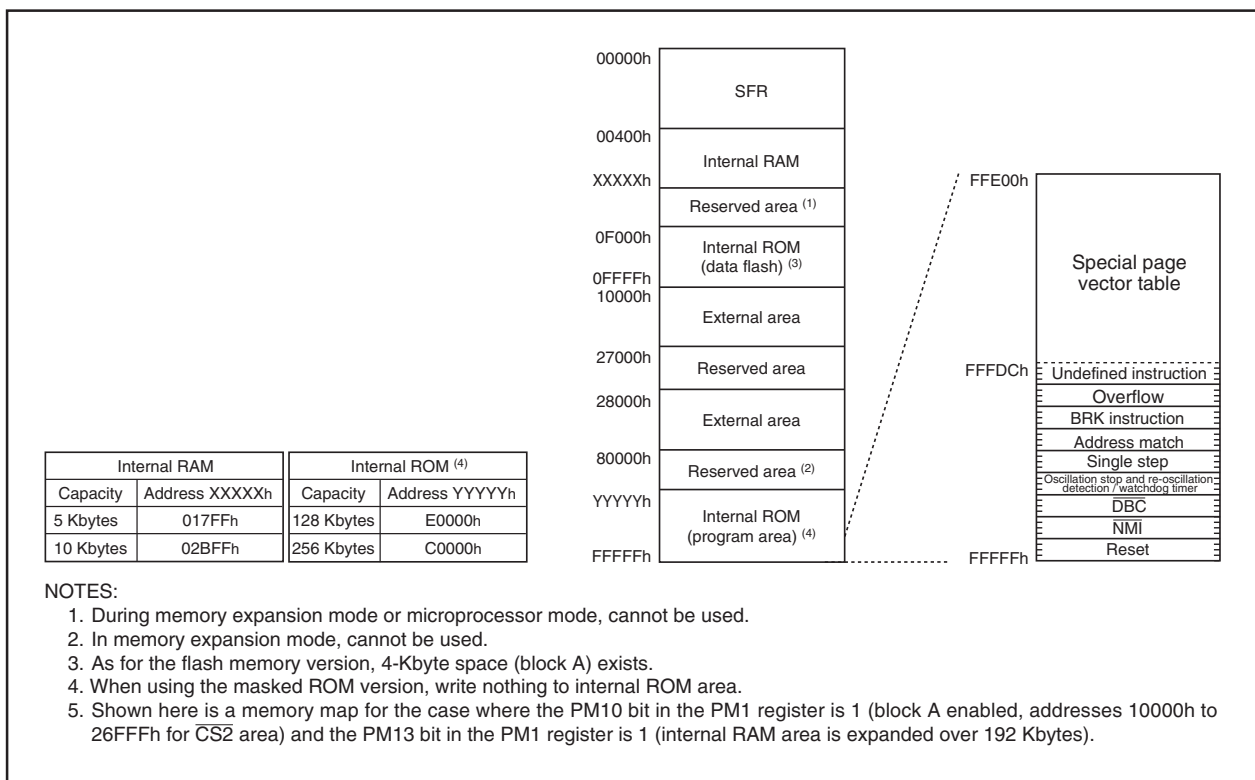 00000h
SFR
00400h
Internal RAM
XXXXXh
Reserved area (1)
0F000h
Internal ROM
(data flash) (3)
0FFFFh
10000h
External area
27000h
Reserved area
28000h
External area
80000h
Reserved area (2)
YYYYYh
Internal ROM
(program area) (4)
FFFFFh
FFE00h
Special page
vector table
FFFDCh
Undefined instruction
Overflow
BRK instruction
Address match
Single step
Oscillation stop and re-oscillation
detection / watchdog timer
DBC
NMI
Reset
FFFFFh
Internal RAM
Internal ROM (4)
Capacity Address XXXXXh Capacity Address YYYYYh
5 Kbytes 017FFh 128 Kbytes E0000h
10 Kbytes 02BFFh 256 Kbytes C0000h
NOTES:
1. During memory expansion mode or microprocessor mode, cannot be used.
2. In memory expansion mode, cannot be used.
3. As for the flash memory version, 4-Kbyte space (block A) exists.
4. When using the masked ROM version, write nothing to internal ROM area.
5. Shown here is a memory map for the case where the PM10 bit in the PM1 register is 1 (block A enabled, addresses 10000h to
26FFFh for CS2 area) and the PM13 bit in the PM1 register is 1 (internal RAM area is expanded over 192 Kbytes).